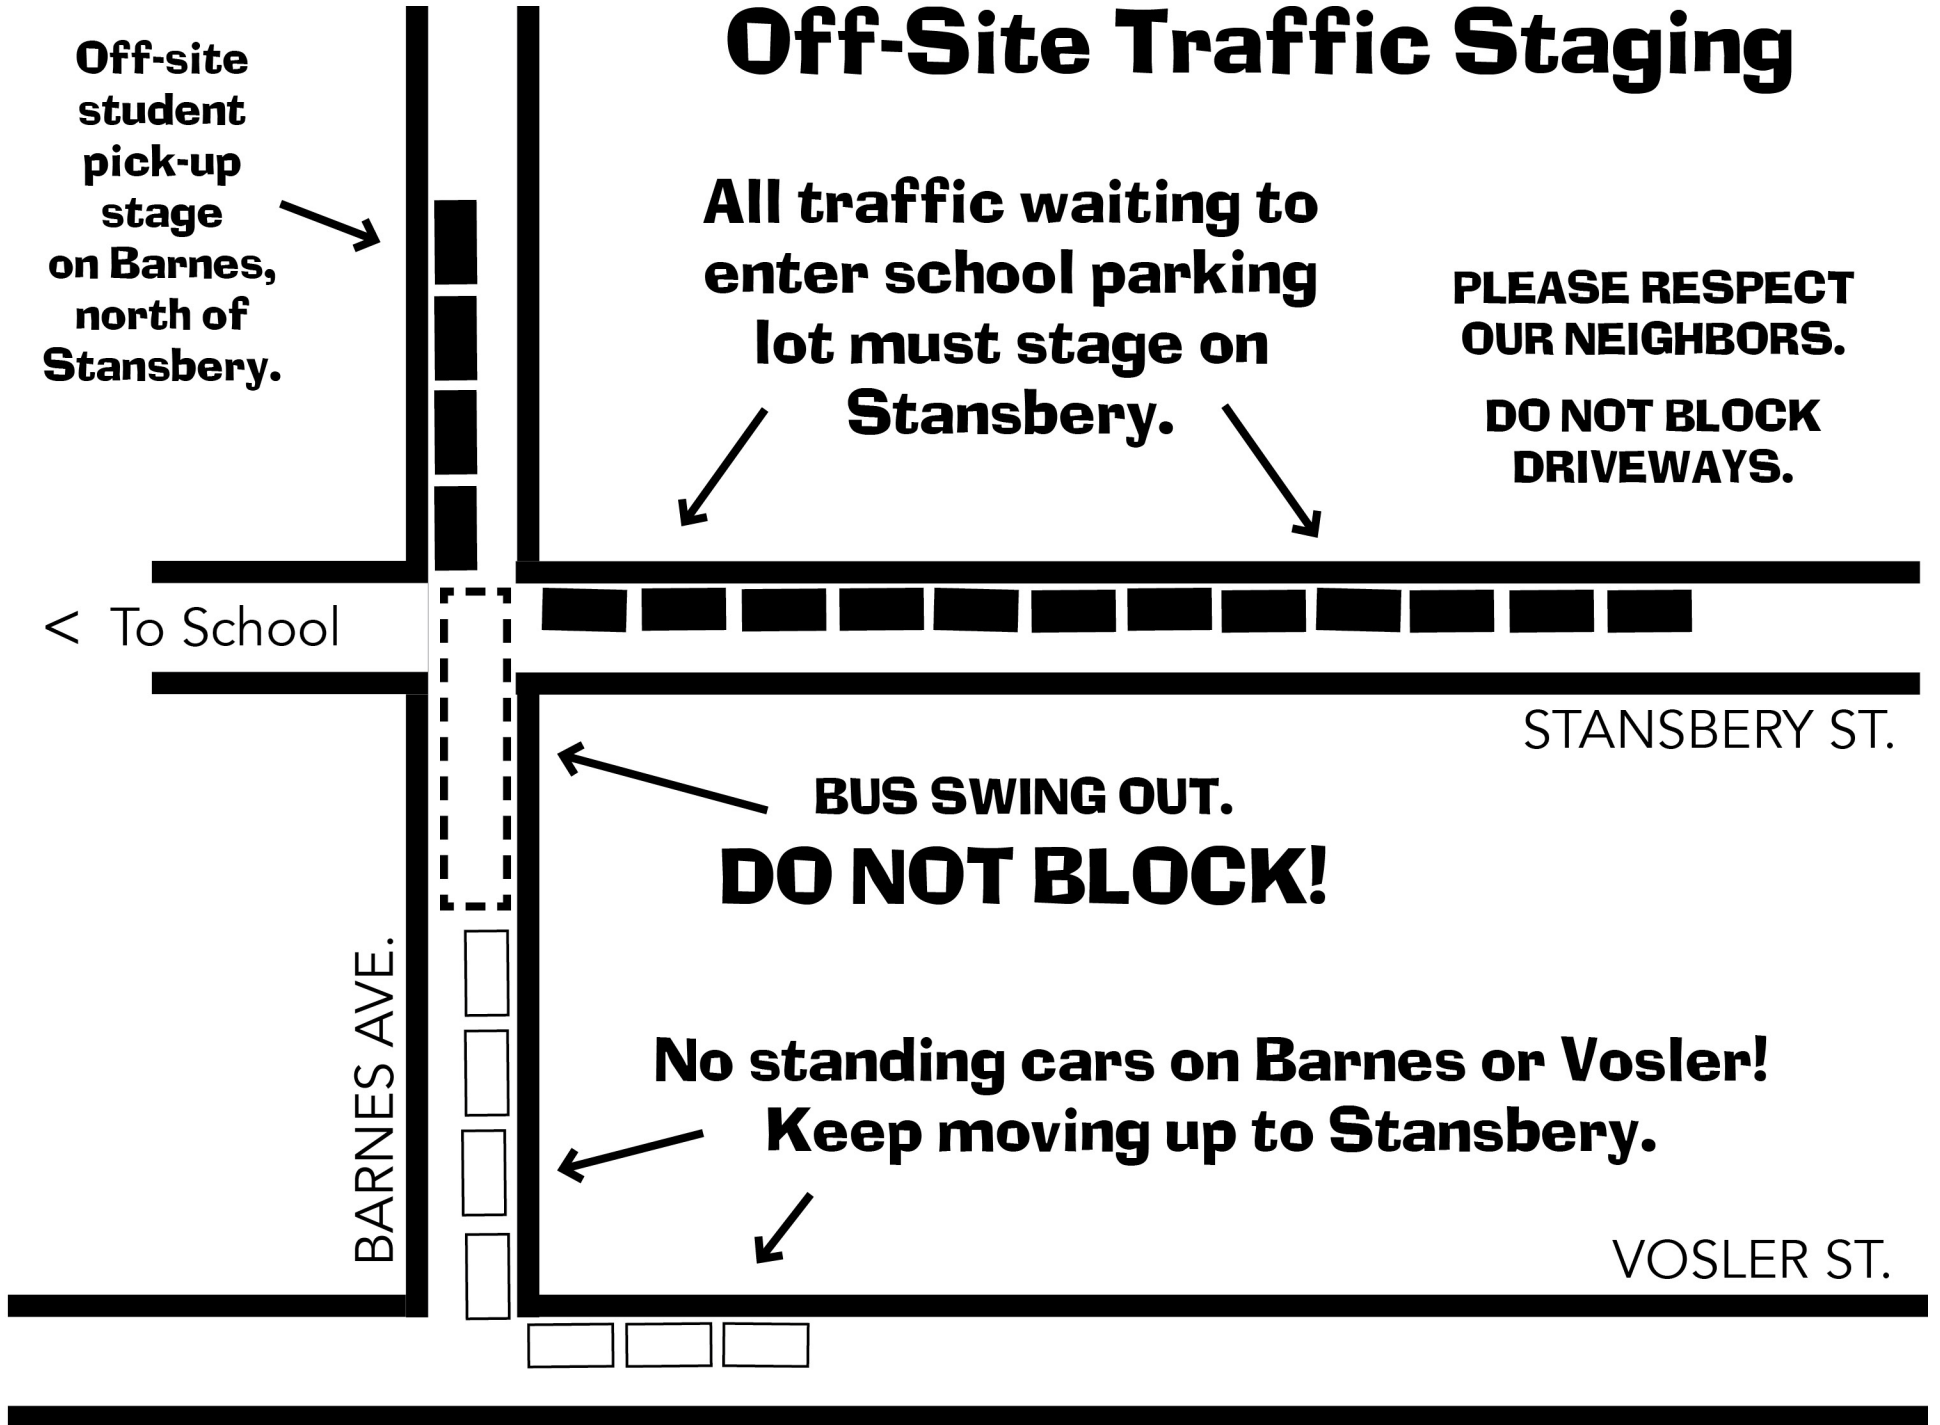 Off-Site Traffic Staging
Off-site
student
pick-up
stage
on Barnes,
north of
Stansbery.
All traffic waiting to
enter school parking
lot must stage on
Stansbery.
PLEASE RESPECT
OUR NEIGHBORS.
DO NOT BLOCK
DRIVEWAYS.
< To School
STANSBERY ST.
BUS SWING OUT.
DO NOT BLOCK!
BARNES AVE.
No standing cars on Barnes or Vosler!
Keep moving up to Stansbery.
VOSLER ST.